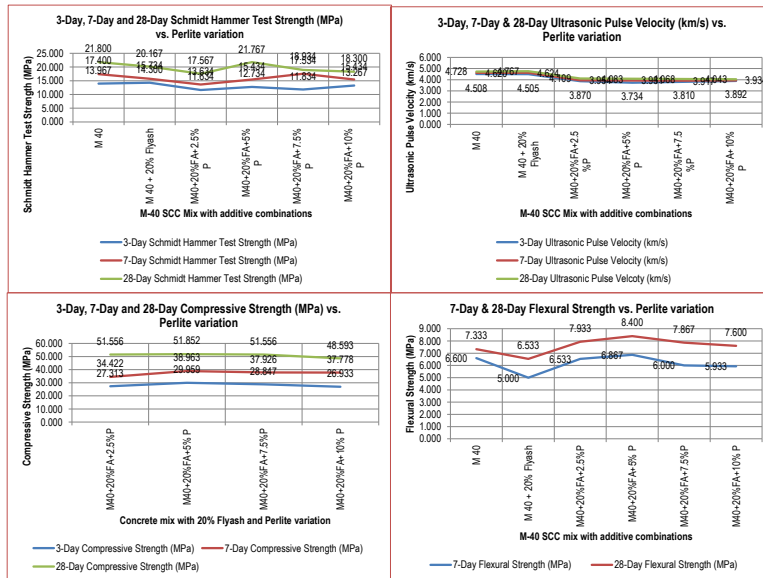 3-Day, 7-Day and 28-Day Schmidt Hammer Test Strength (MPa)
vs. Perlite variation
Schmidt Hammer Test Strength (MPa)
25.000
20.000
15.000
10.000
5.000
0.000
21.800
20.167
17.567
21.767
18.934
18.300
17.400
15.734
13.634
15.434
17.534
15.434
13.967
14.300
11.834
12.734
11.834
13.267
M 40
M 40 + 20% Flyash
M40+20%FA+2.5% P
M40+20%FA+5% P
M40+20%FA+7.5% P
M40+20%FA+10% P
M-40 SCC Mix with additive combinations
3-Day Schmidt Hammer Test Strength (MPa)
7-Day Schmidt Hammer Test Strength (MPa)
28-Day Schmidt Hammer Test Strength (MPa)
3-Day, 7-Day & 28-Day Ultrasonic Pulse Velocity (km/s) vs.
Perlite variation
Ultrasonic Pulse Velocity (km/s)
6.000
5.000
4.000
3.000
2.000
1.000
0.000
4.728
4.767
4.109
4.083
4.068
4.043
4.620
4.624
3.934
4.508
4.505
3.870
3.734
3.810
3.892
M 40
M 40 + 20% Flyash
M40+20%FA+2.5 %P
M40+20%FA+5% P
M40+20%FA+7.5 %P
M40+20%FA+10% P
M-40 SCC Mix with additive combinations
3-Day Ultrasonic Pulse Velocity (km/s)
7-Day Ultrasonic Pulse Velocity (km/s)
28-Day Ultrasonic Pulse Velcoty (km/s)
3-Day, 7-Day and 28-Day Compressive Strength (MPa) vs.
Perlite variation
Compressive Strength (MPa)
60.000
50.000
40.000
30.000
20.000
10.000
0.000
51.556
51.852
51.556
48.593
34.422
38.963
37.926
37.778
27.313
29.959
28.847
26.933
M40+20%FA+2.5%P
M40+20%FA+5% P
M40+20%FA+7.5%P
M40+20%FA+10% P
Concrete mix with 20% Flyash and Perlite variation
3-Day Compressive Strength (MPa)
7-Day Compressive Strength (MPa)
28-Day Compressive Strength (MPa)
7-Day & 28-Day Flexural Strength vs. Perlite variation
Flexural Strength (MPa)
9.000
8.000
7.000
6.000
5.000
4.000
3.000
2.000
1.000
0.000
7.333
6.533
7.933
8.400
7.867
7.600
6.600
5.000
6.533
6.867
6.000
5.933
M 40
M 40 + 20% Flyash
M40+20%FA+2.5%P
M40+20%FA+5% P
M40+20%FA+7.5%P
M40+20%FA+10% P
M-40 SCC mix with additive combinations
7-Day Flexural Strength (MPa)
28-Day Flexural Strength (MPa)